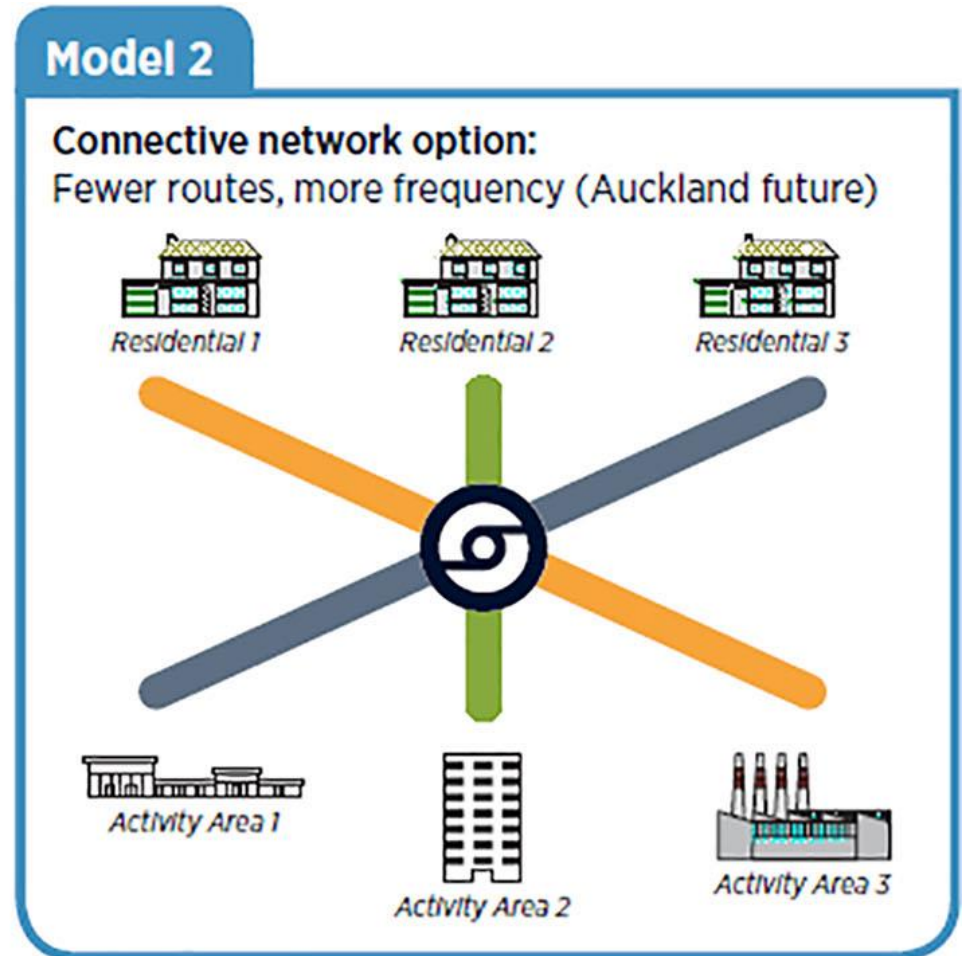 Model 2
Connective network option:
Fewer routes, more frequency (Auckland future)
Residential 1
Residential 2
Residential 3
Activity Area 1
Activity Area 2
Activity Area 3